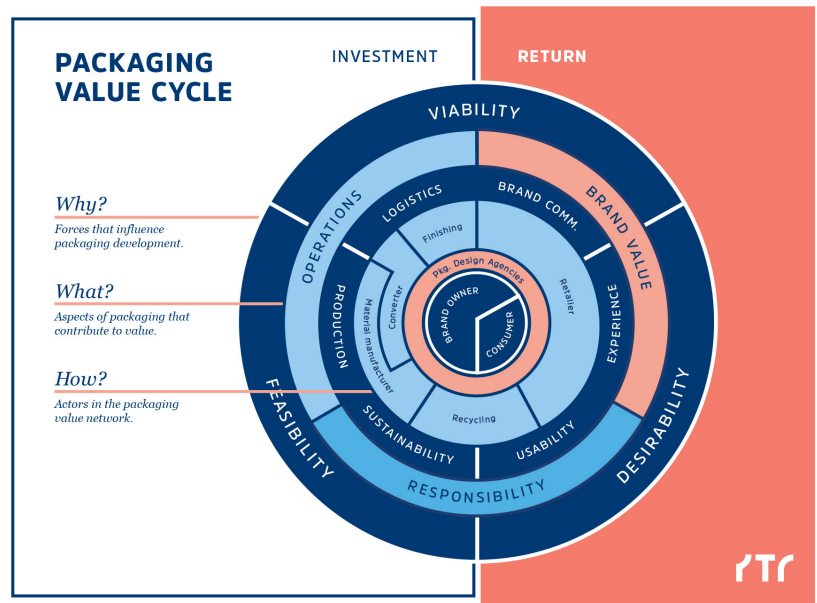 PACKAGING
VALUE CYCLE
INVESTMENT
RETURN
Why?
Forces that influence
packaging development.
What?
Aspects of packaging that
contribute to value.
How?
Actors in the packaging
value network.
VIABILITY
FEASIBILITY
DESIRABILITY
OPERATIONS
BRAND VALUE
RESPONSIBILITY
LOGISTICS
BRAND COMM.
PRODUCTION
EXPERIENCE
SUSTAINABILITY
USABILITY
Finishing
Retailer
Converter
Material manufacturer
Recycling
Pkg. Design Agencies
BRAND OWNER
CONSUMER